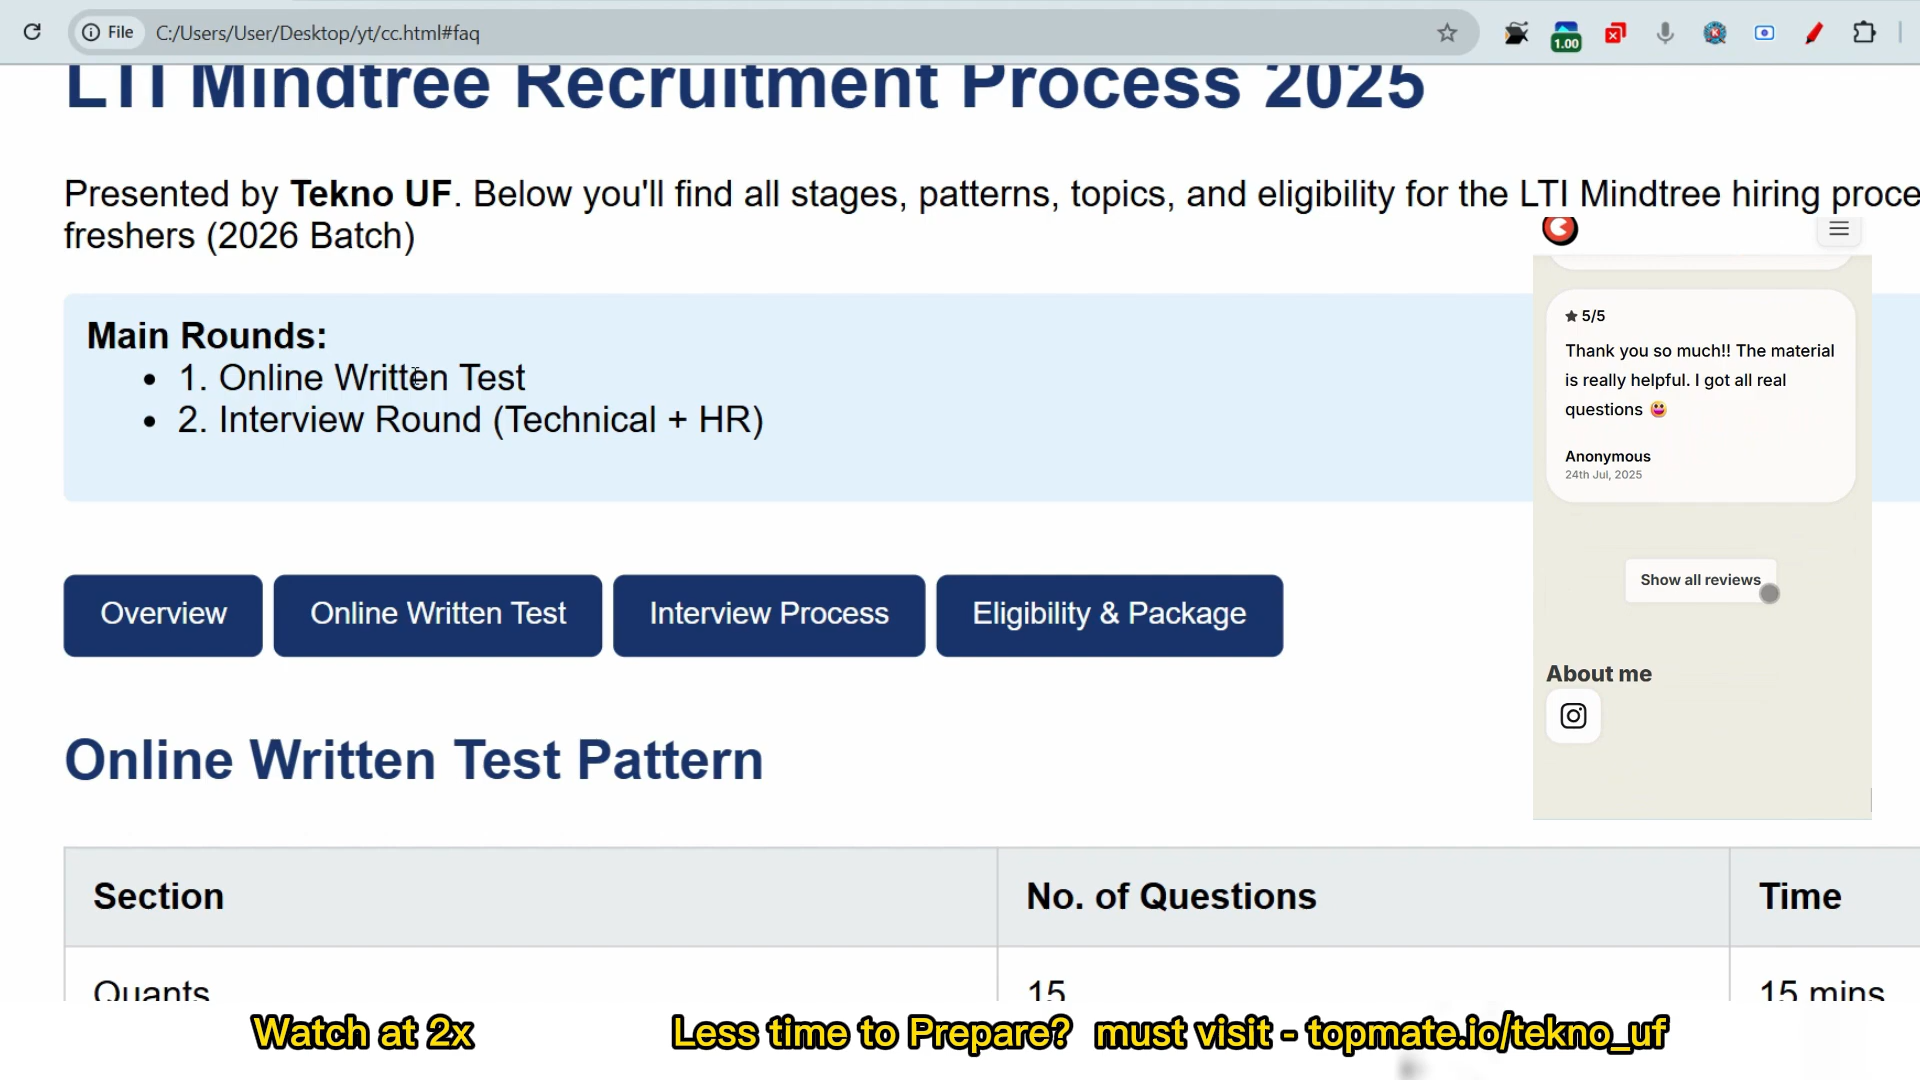 File
C:/Users/User/Desktop/yt/cc.html#faq
1.00
LTI Mindtree Recruitment Process 2025
Presented by Tekno UF. Below you'll find all stages, patterns, topics, and eligibility for the LTI Mindtree hiring proce
freshers (2026 Batch)
Main Rounds:
• 1. Online Written Test
• 2. Interview Round (Technical + HR)
★ 5/5
Thank you so much!! The material
is really helpful. I got all real
questions 😃
Anonymous
24th Jul, 2025
Show all reviews
About me
Overview
Online Written Test
Interview Process
Eligibility & Package
Online Written Test Pattern
Section
No. of Questions
Time
Quants
15
15 mins
Watch at 2x
Less time to Prepare? must visit - topmate.io/tekno_uf